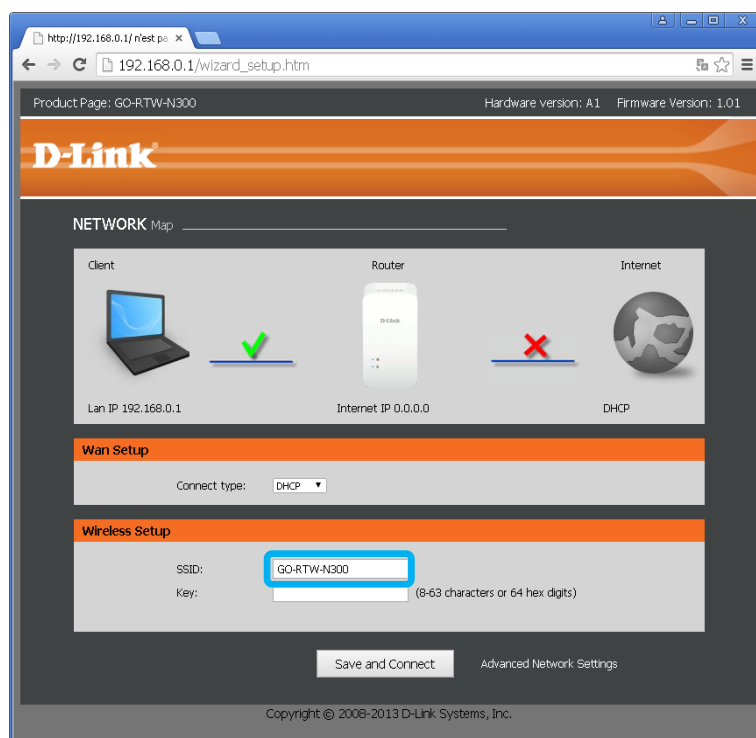 http://192.168.0.1/ n'est pa
192.168.0.1/wizard_setup.htm
Product Page: GO-RTW-N300 Hardware version: A1 Firmware Version: 1.01
D-Link
NETWORK Map
Client Router Internet
D-Link
Lan IP 192.168.0.1 Internet IP 0.0.0.0 DHCP
Wan Setup
Connect type: DHCP
Wireless Setup
SSID: GO-RTW-N300
Key: (8-63 characters or 64 hex digits)
Save and Connect Advanced Network Settings
Copyright © 2008-2013 D-Link Systems, Inc.